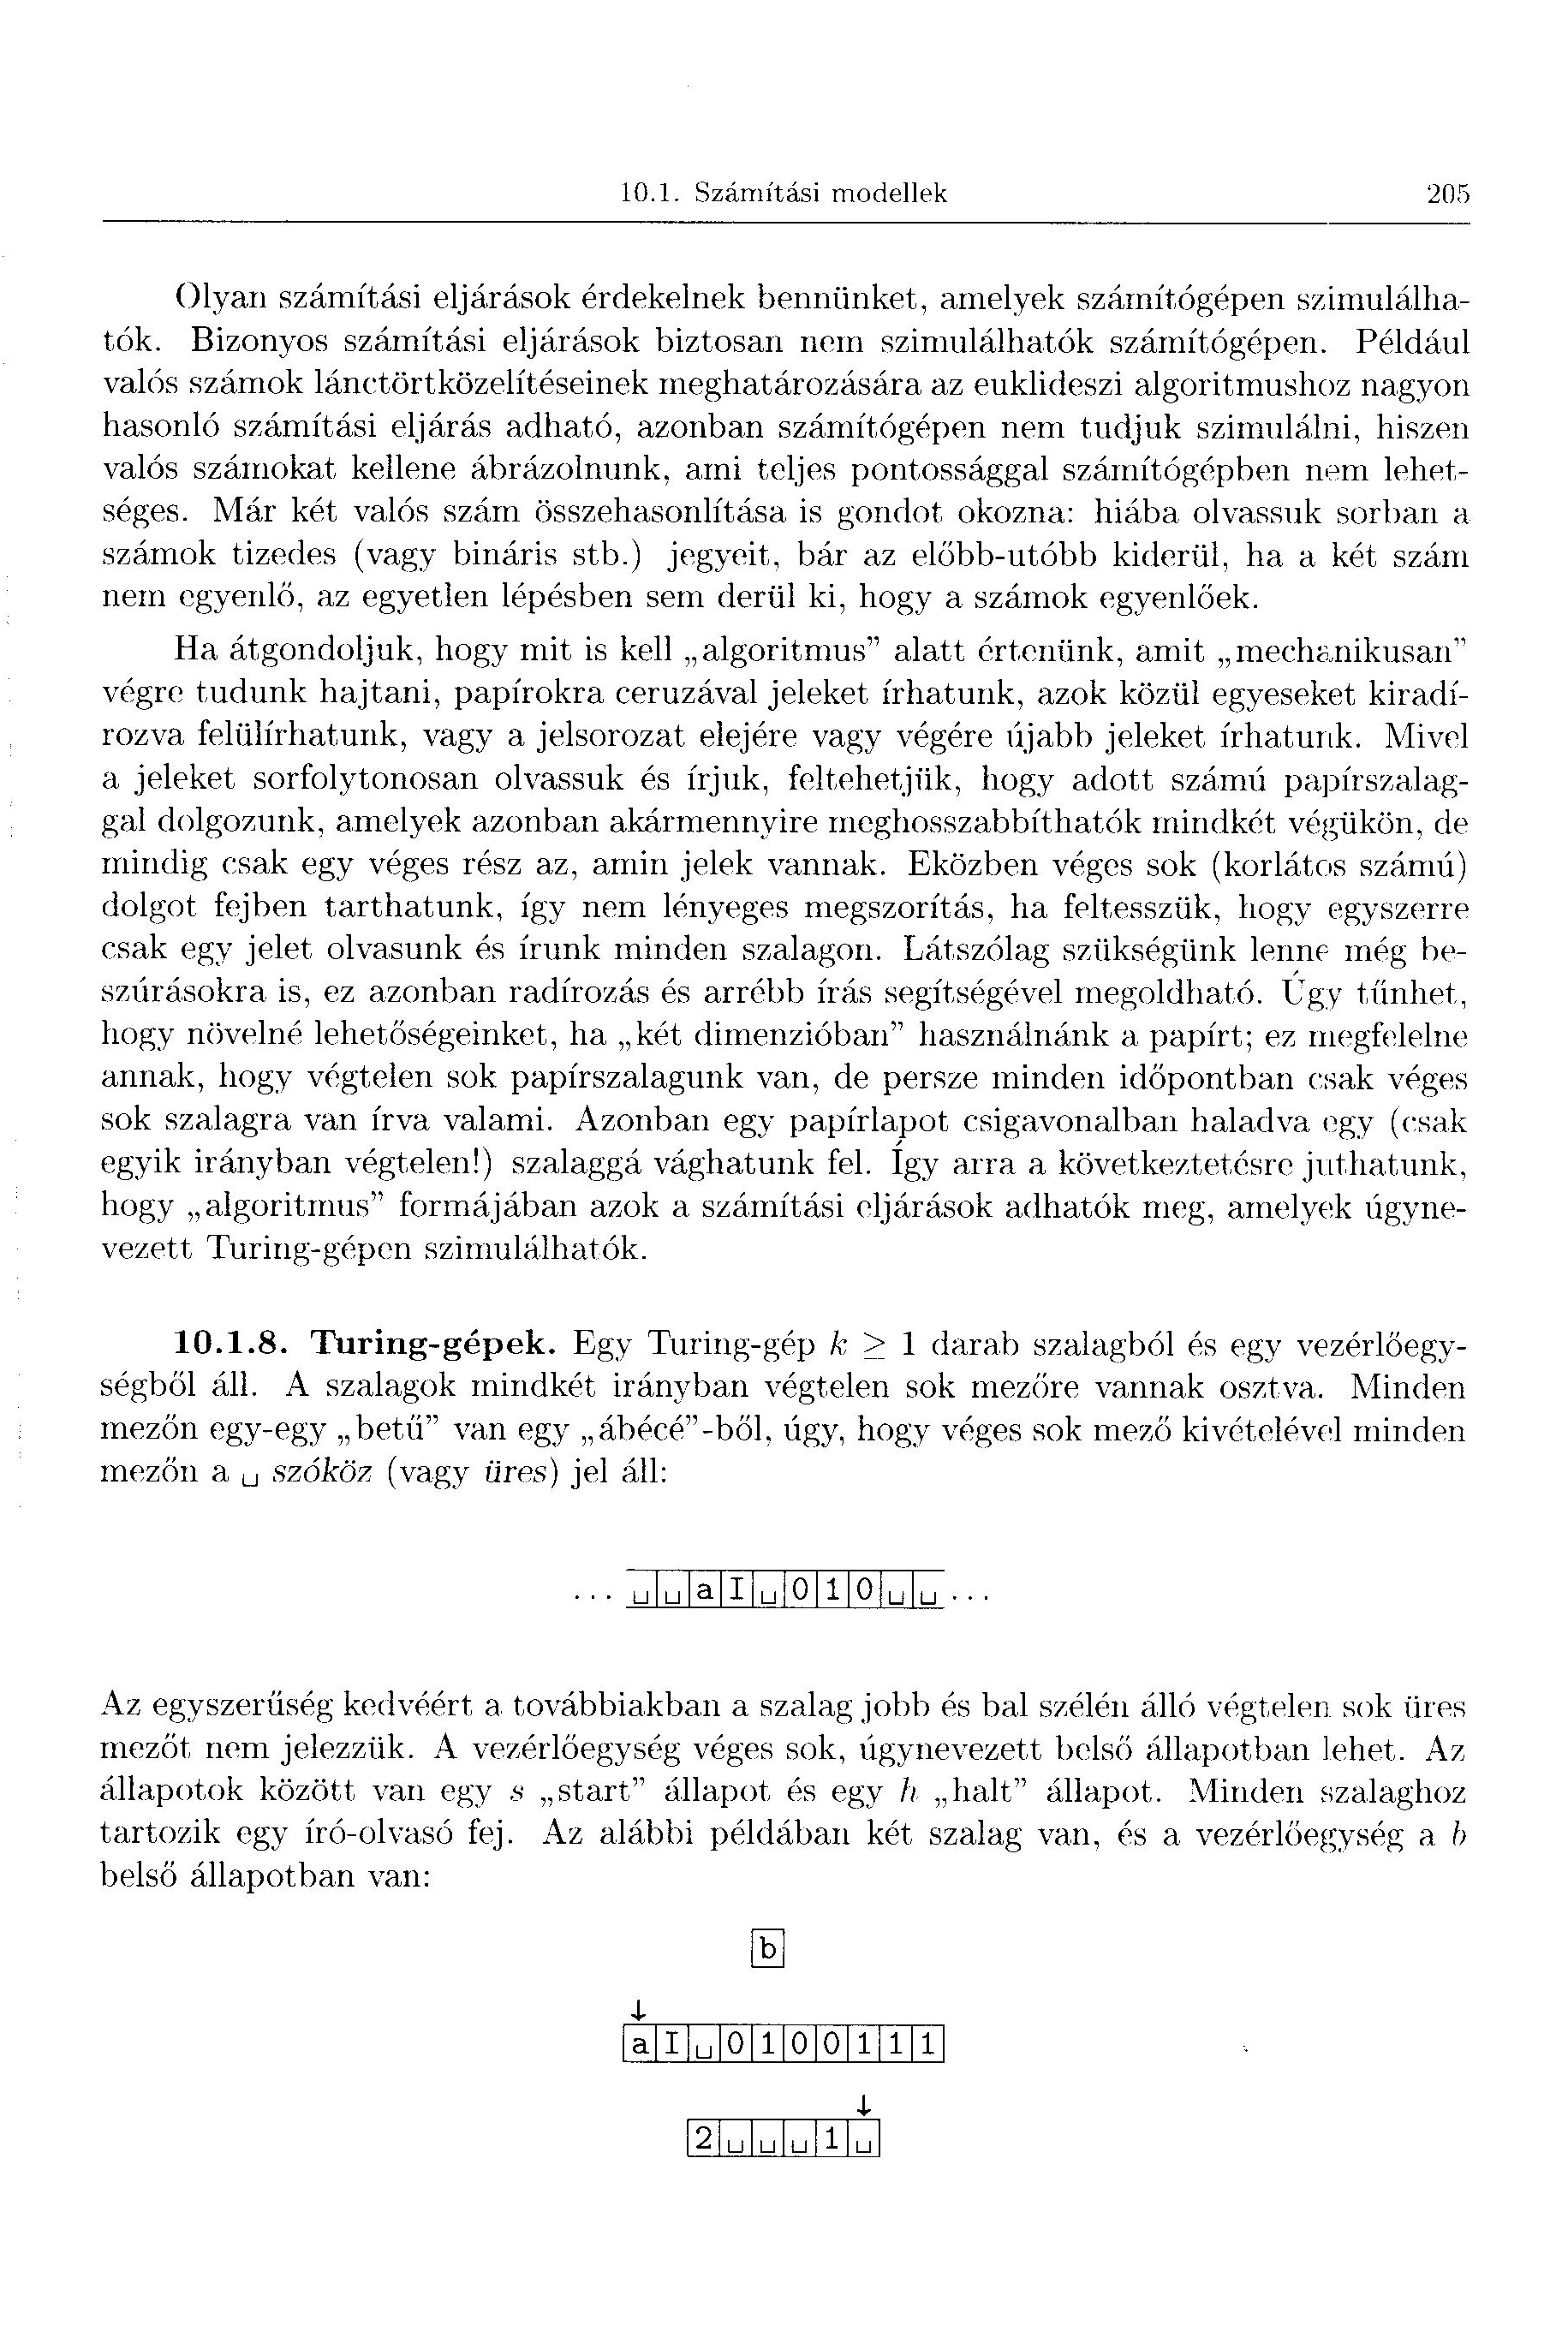 10.1. Számítási modellek 205
Olyan számítási eljárások érdekelnek bennünket, amelyek számítógépen szimulálha-
tók. Bizonyos számítási eljárások biztosan nem szimulálhatók számítógépen. Például
valós számok lánctörtközelítéseinek meghatározására az euklideszi algoritmushoz nagyon
hasonló számítási eljárás adható, azonban számítógépen nem tudjuk szimulálni, hiszen
valós számokat kellene ábrázolnunk, ami teljes pontossággal számítógépben nem lehet-
séges. Már két valós szám összehasonlítása is gondot okozna: hiába olvassuk sorban a
számok tizedes (vagy bináris stb.) jegyeit, bár az előbb-utóbb kiderül, ha a két szám
nem egyenlő, az egyetlen lépésben sem derül ki, hogy a számok egyenlőek.
Ha átgondoljuk, hogy mit is kell „algoritmus” alatt értenünk, amit „mechanikusan”
végre tudunk hajtani, papírokra ceruzával jeleket írhatunk, azok közül egyeseket kiradí-
rozva felülírhatunk, vagy a jelsorozat elejére vagy végére újabb jeleket írhatunk. Mivel
a jeleket sorfolytonosan olvassuk és írjuk, feltehetjük, hogy adott számú papírszalag-
gal dolgozunk, amelyek azonban akármennyire meghosszabbíthatók mindkét végükön, de
mindig csak egy véges rész az, amin jelek vannak. Eközben véges sok (korlátos számú)
dolgot fejben tarthatunk, így nem lényeges megszorítás, ha feltesszük, hogy egyszerre
csak egy jelet olvasunk és írunk minden szalagon. Látszólag szükségünk lenne még be-
szúrásokra is, ez azonban radírozás és arrébb írás segítségével megoldható. Úgy tűnhet,
hogy növelné lehetőségeinket, ha „két dimenzióban” használnánk a papírt; ez megfelelne
annak, hogy végtelen sok papírszalagunk van, de persze minden időpontban csak véges
sok szalagra van írva valami. Azonban egy papírlapot csigavonalban haladva egy (csak
egyik irányban végtelen!) szalaggá vághatunk fel. Így arra a következtetésre juthatunk,
hogy „algoritmus” formájában azok a számítási eljárások adhatók meg, amelyek úgyne-
vezett Turing-gépen szimulálhatók.
10.1.8. Turing-gépek. Egy Turing-gép k ≥ 1 darab szalagból és egy vezérlőegy-
ségből áll. A szalagok mindkét irányban végtelen sok mezőre vannak osztva. Minden
mezőn egy-egy „betű” van egy „ábécé”-ből, úgy, hogy véges sok mező kivételével minden
mezőn a ␣ szóköz (vagy üres) jel áll:
... ␣|␣|a|I|␣|0|1|0|␣|␣ ...
Az egyszerűség kedvéért a továbbiakban a szalag jobb és bal szélén álló végtelen sok üres
mezőt nem jelezzük. A vezérlőegység véges sok, úgynevezett belső állapotban lehet. Az
állapotok között van egy s „start” állapot és egy h „halt” állapot. Minden szalaghoz
tartozik egy író-olvasó fej. Az alábbi példában két szalag van, és a vezérlőegység a b
belső állapotban van:
b
↓
|a|I|␣|0|1|0|0|1|1|1|
↓
|2|␣|␣|␣|1|␣|